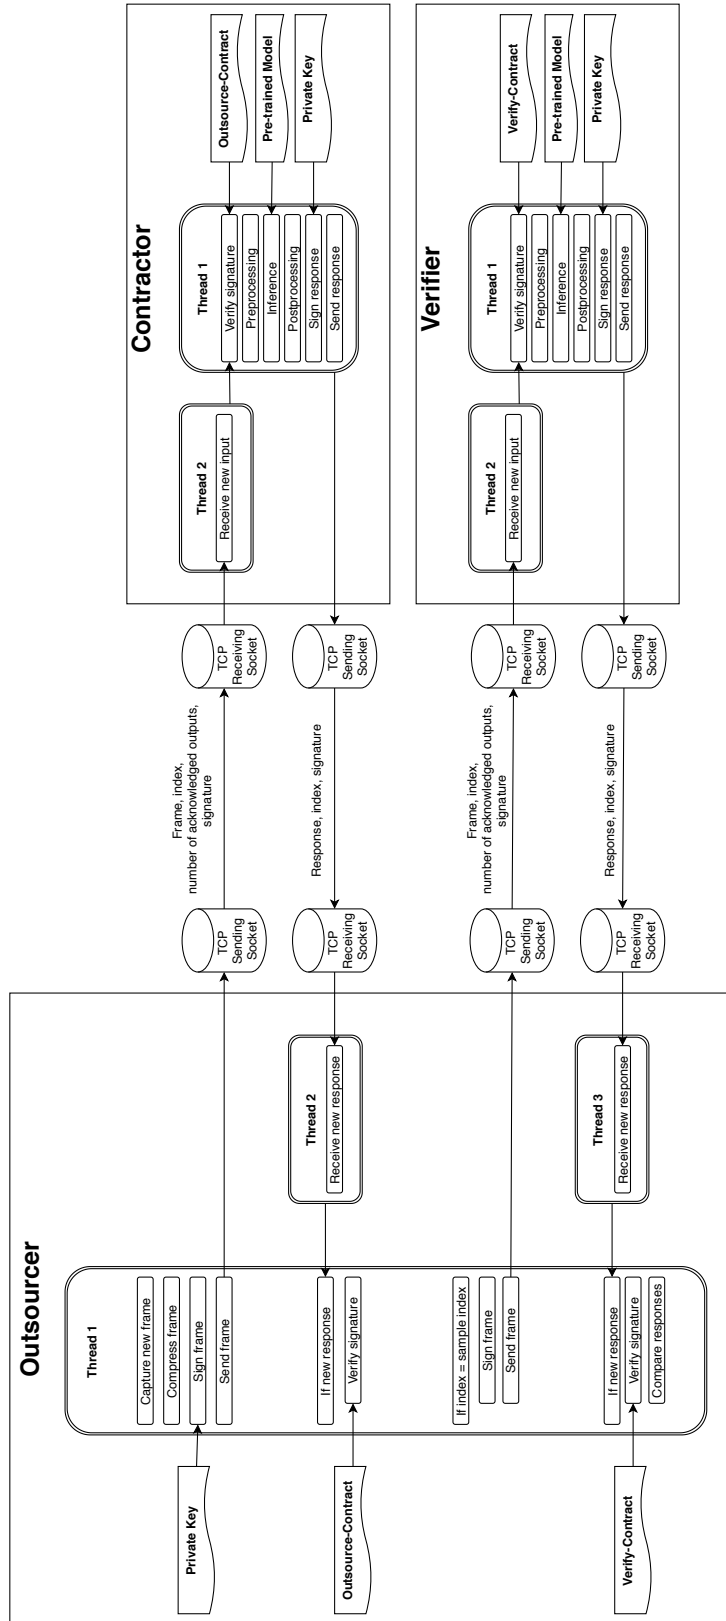 Outsourcer
Thread 1
Capture new frame
Compress frame
Sign frame
Send frame
If new response
Verify signature
If index = sample index
Sign frame
Send frame
If new response
Verify signature
Compare responses
Private Key
Outsource-Contract
Verify-Contract
Thread 2
Receive new response
Thread 3
Receive new response
TCP
Sending
Socket
TCP
Receiving
Socket
TCP
Sending
Socket
TCP
Receiving
Socket
Frame, index,
number of acknowledged outputs,
signature
Response, index, signature
Frame, index,
number of acknowledged outputs,
signature
Response, index, signature
TCP
Receiving
Socket
TCP
Sending
Socket
TCP
Receiving
Socket
TCP
Sending
Socket
Contractor
Thread 2
Receive new input
Thread 1
Verify signature
Preprocessing
Inference
Postprocessing
Sign response
Send response
Outsource-Contract
Pre-trained Model
Private Key
Verifier
Thread 2
Receive new input
Thread 1
Verify signature
Preprocessing
Inference
Postprocessing
Sign response
Send response
Verify-Contract
Pre-trained Model
Private Key